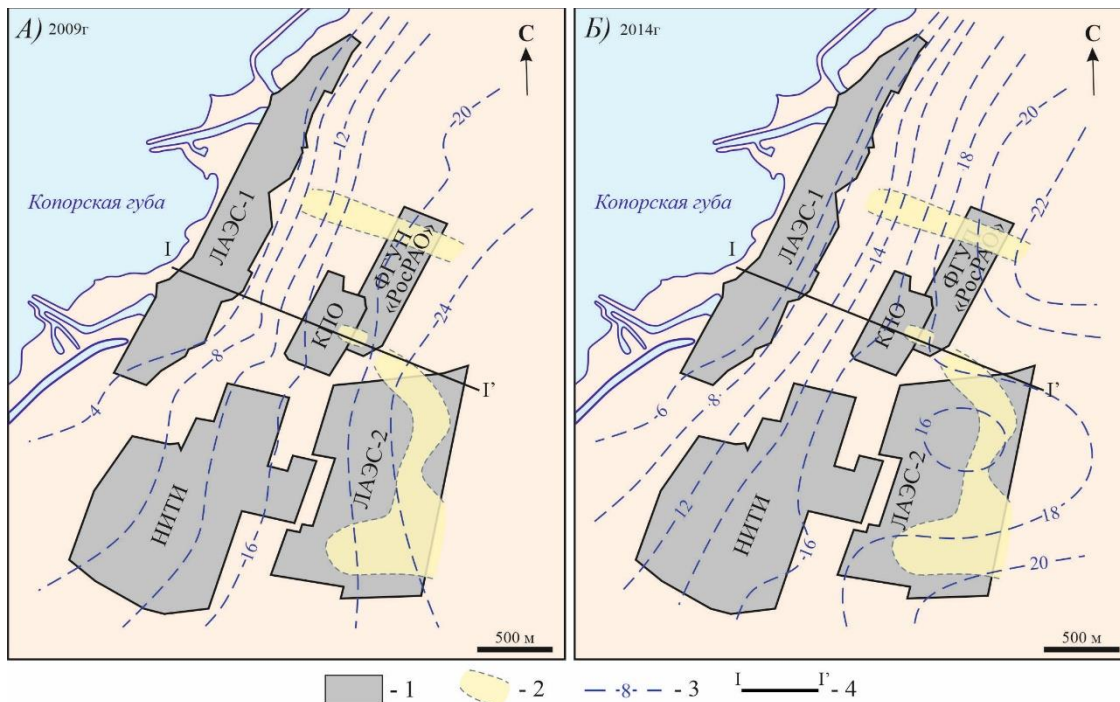 А) 2009г
С
20
12
Копорская губа
ЛАЭС-1
I
ФГУП
«РосРАО»
КПО
24
8
I’
4
ЛАЭС-2
НИТИ
16
500 м
Б) 2014г
С
20
18
22
Копорская губа
ЛАЭС-1
I
14
ФГУП
«РосРАО»
КПО
I’
6
8
16
ЛАЭС-2
12
НИТИ
18
16
20
500 м
- 1
- 2
-8- - 3
I I’ - 4